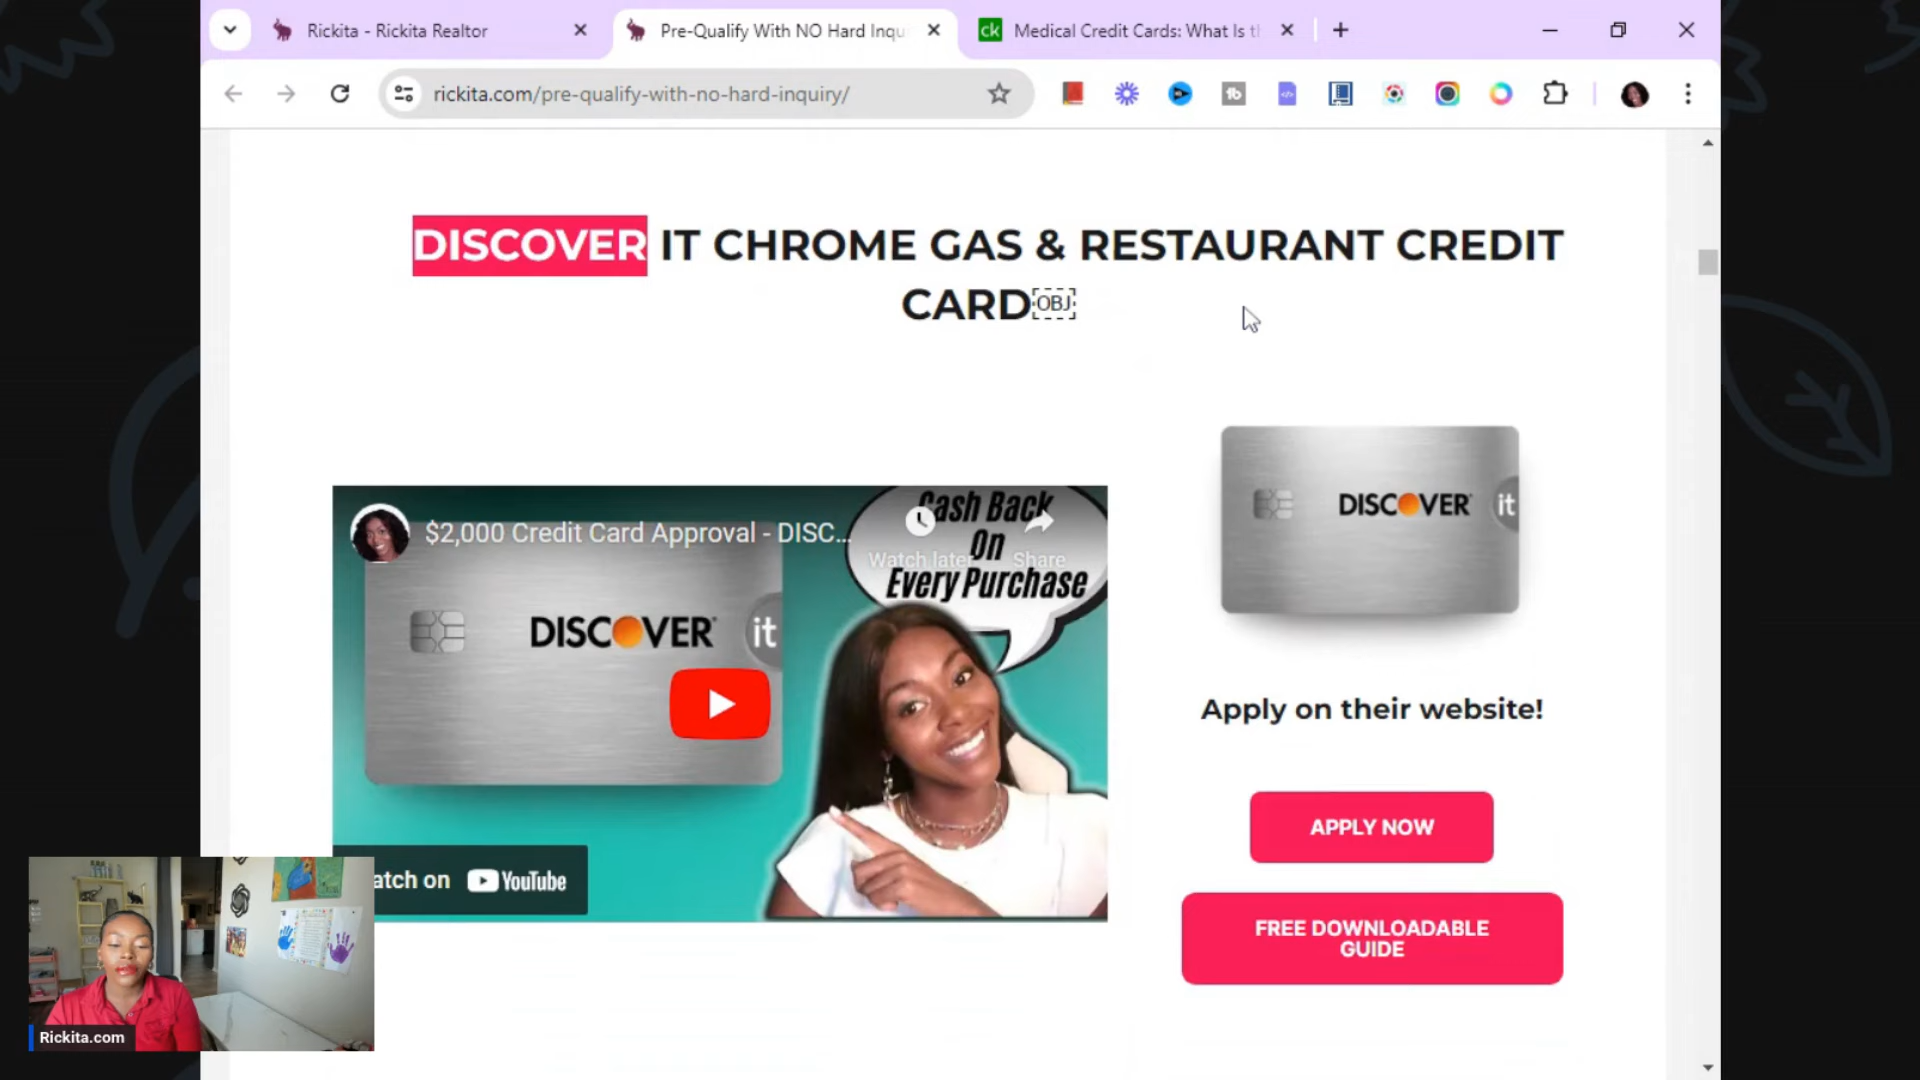 Rickita - Rickita Realtor
Pre-Qualify With NO Hard Inqu
ck
Medical Credit Cards: What Is t
rickita.com/pre-qualify-with-no-hard-inquiry/
DISCOVER IT CHROME GAS & RESTAURANT CREDIT
CARD OBJ
$2,000 Credit Card Approval - DISC...
Watch later
Share
Cash Back
On
Every Purchase
DISCOVER it
DISCOVER it
atch on YouTube
Apply on their website!
APPLY NOW
FREE DOWNLOADABLE
GUIDE
Rickita.com